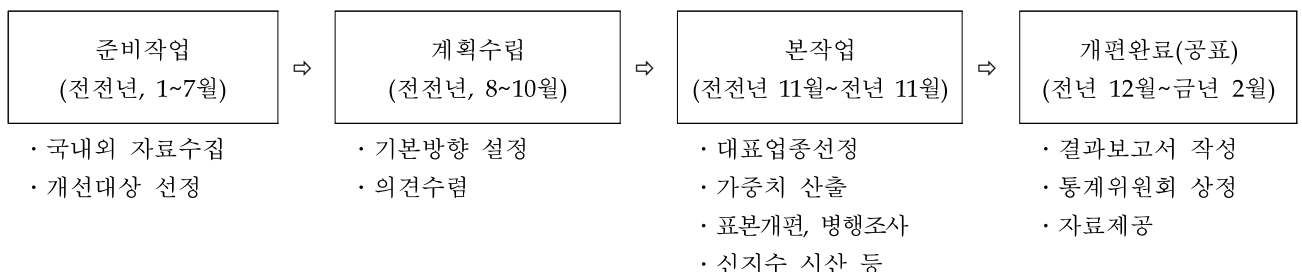 준비작업
(전전년, 1~7월)
⇨
계획수립
(전전년, 8~10월)
⇨
본작업
(전전년 11월~전년 11월)
⇨
개편완료(공표)
(전년 12월~금년 2월)
· 국내외 자료수집
· 개선대상 선정
· 기본방향 설정
· 의견수렴
· 대표업종선정
· 가중치 산출
· 표본개편, 병행조사
· 신지수 시산 등
· 결과보고서 작성
· 통계위원회 상정
· 자료제공